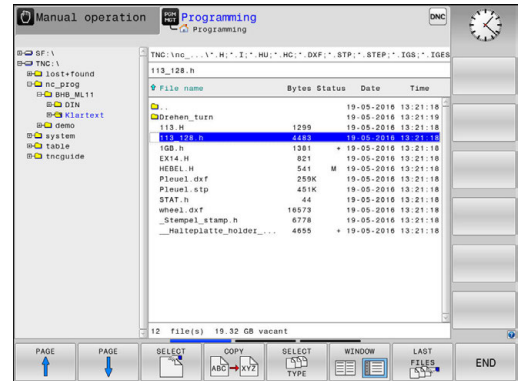 Manual operation
PGM
MGT
Programming
Programming
DNC
SF:\
TNC:\
lost+found
nc_prog
BHB_ML11
DIN
Klartext
demo
system
table
tncguide
TNC:\nc_...\*.H;*.I;*.HU;*.HC;*.DXF;*.STP;*.STEP;*.IGS;*.IGES
113_128.h
File name Bytes Status Date Time
.. 19-05-2016 13:21:18
Drehen_turn 19-05-2016 13:21:19
113.H 1299 19-05-2016 13:21:18
113_128.h 4483 19-05-2016 13:21:18
1GB.h 1381 + 19-05-2016 13:21:18
EX14.H 821 19-05-2016 13:21:18
HEBEL.H 541 M 19-05-2016 13:21:18
Pleuel.dxf 259K 19-05-2016 13:21:18
Pleuel.stp 451K 19-05-2016 13:21:18
STAT.h 44 19-05-2016 13:21:18
wheel.dxf 16573 19-05-2016 13:21:18
_Stempel_stamp.h 6778 19-05-2016 13:21:18
__Halteplatte_holder_... 4655 + 19-05-2016 13:21:18
12 file(s) 19.32 GB vacant
PAGE
PAGE
SELECT
COPY
ABC XYZ
SELECT
TYPE
WINDOW
LAST
FILES
END